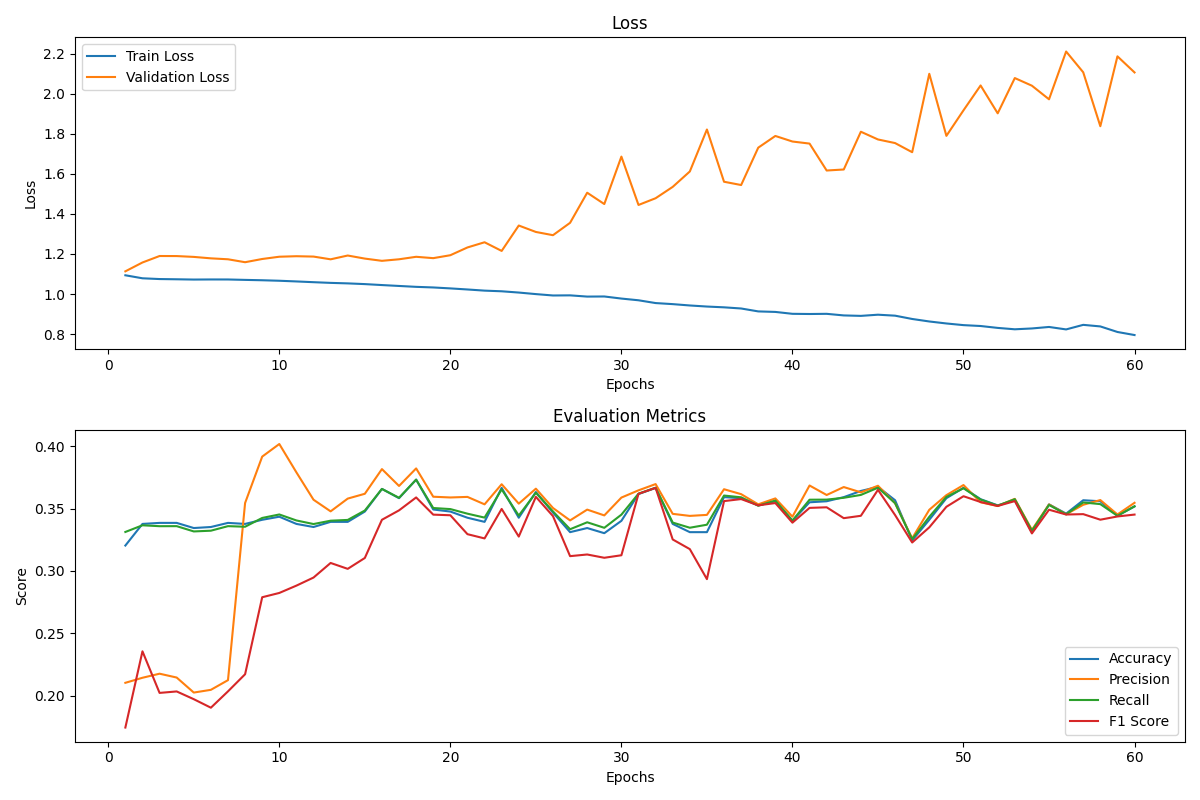 Loss
Train Loss
Validation Loss
2.2
2.0
1.8
1.6
1.4
1.2
1.0
0.8
Loss
0 10 20 30 40 50 60
Epochs
Evaluation Metrics
0.40
0.35
0.30
0.25
0.20
Score
Accuracy
Precision
Recall
F1 Score
0 10 20 30 40 50 60
Epochs